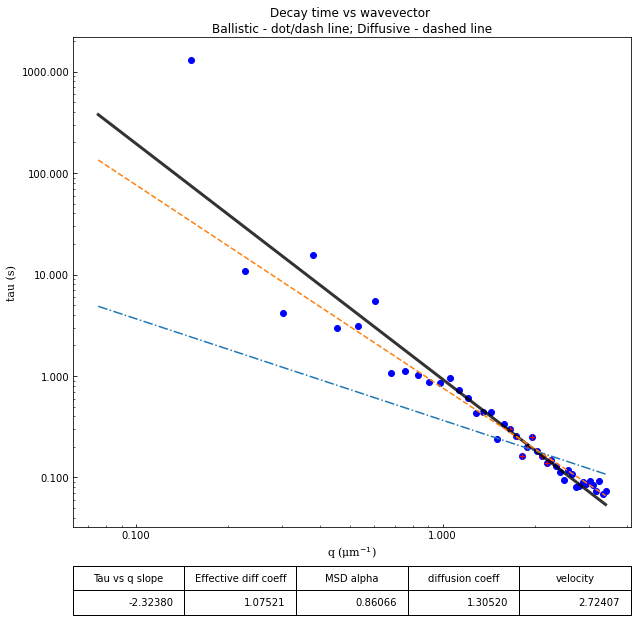 Decay time vs wavevector
Ballistic - dot/dash line; Diffusive - dashed line
1000.000
100.000
10.000
1.000
0.100
tau (s)
0.100 1.000
q (μm⁻¹)
Tau vs q slope Effective diff coeff MSD alpha diffusion coeff velocity
-2.32380 1.07521 0.86066 1.30520 2.72407